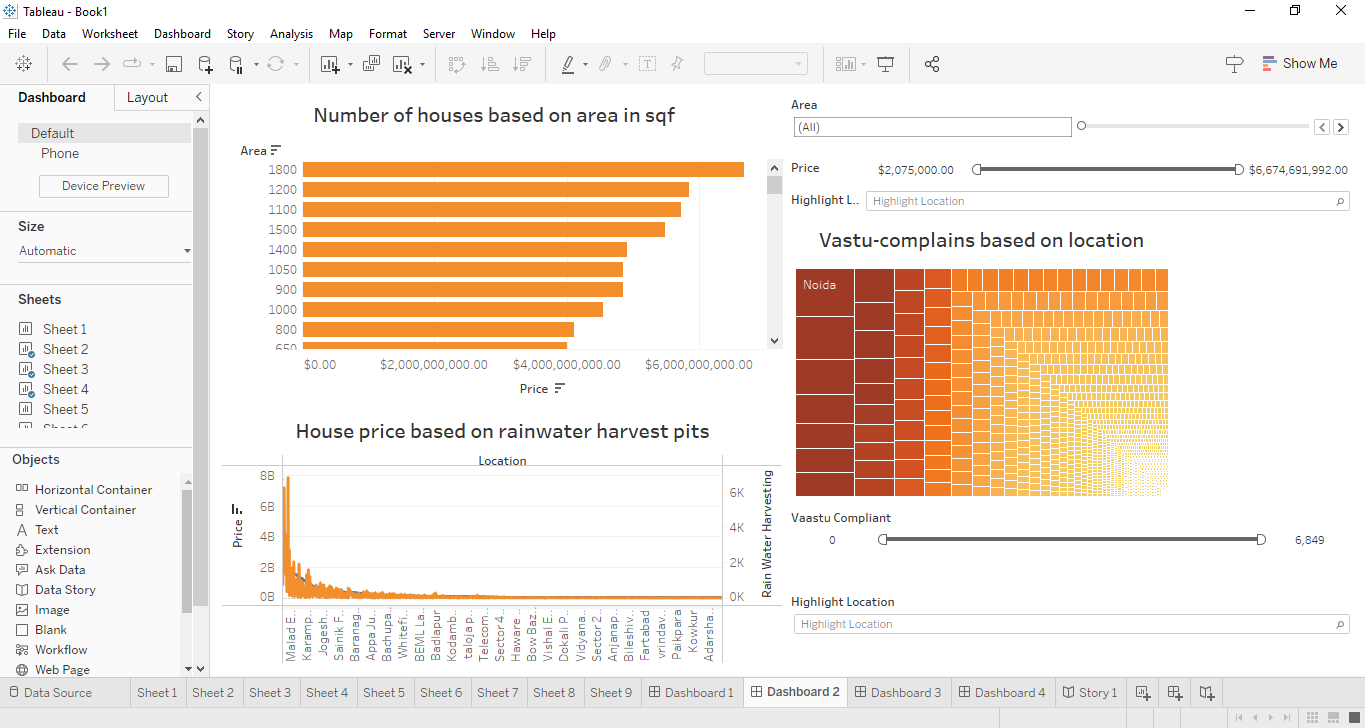 Tableau - Book1
File Data Worksheet Dashboard Story Analysis Map Format Server Window Help
Show Me
Dashboard Layout
Default
Phone
Device Preview
Size
Automatic
Sheets
Sheet 1
Sheet 2
Sheet 3
Sheet 4
Sheet 5
Objects
Horizontal Container
Vertical Container
Text
Extension
Ask Data
Data Story
Image
Blank
Workflow
Web Page
Number of houses based on area in sqf
Area
1800
1200
1100
1500
1400
1050
900
1000
800
650
$0.00 $2,000,000,000.00 $4,000,000,000.00 $6,000,000,000.00
Price
House price based on rainwater harvest pits
Location
8B
6B
4B
2B
0B
Price
6K
4K
2K
0K
Rain Water Harvesting
Malad E..
Karamp..
Jogesh..
Sainik F..
Baranag..
Appa Ju..
Bachupa..
Whitefi..
BEML La..
Badlapur
Kodamb..
taloja p..
Telecom..
Sector 4..
Haware..
Bow Baz..
Vishal E..
Dokali P..
Vidyana..
Sector 2..
Anjanap..
Bileshiv..
Fartabad
vrindav..
Paikpara
Kowkur
Adarsha..
Area
(All)
Price $2,075,000.00 $6,674,691,992.00
Highlight L.. Highlight Location
Vastu-complains based on location
Noida
Vaastu Compliant
0 6,849
Highlight Location
Highlight Location
Data Source Sheet 1 Sheet 2 Sheet 3 Sheet 4 Sheet 5 Sheet 6 Sheet 7 Sheet 8 Sheet 9 Dashboard 1 Dashboard 2 Dashboard 3 Dashboard 4 Story 1